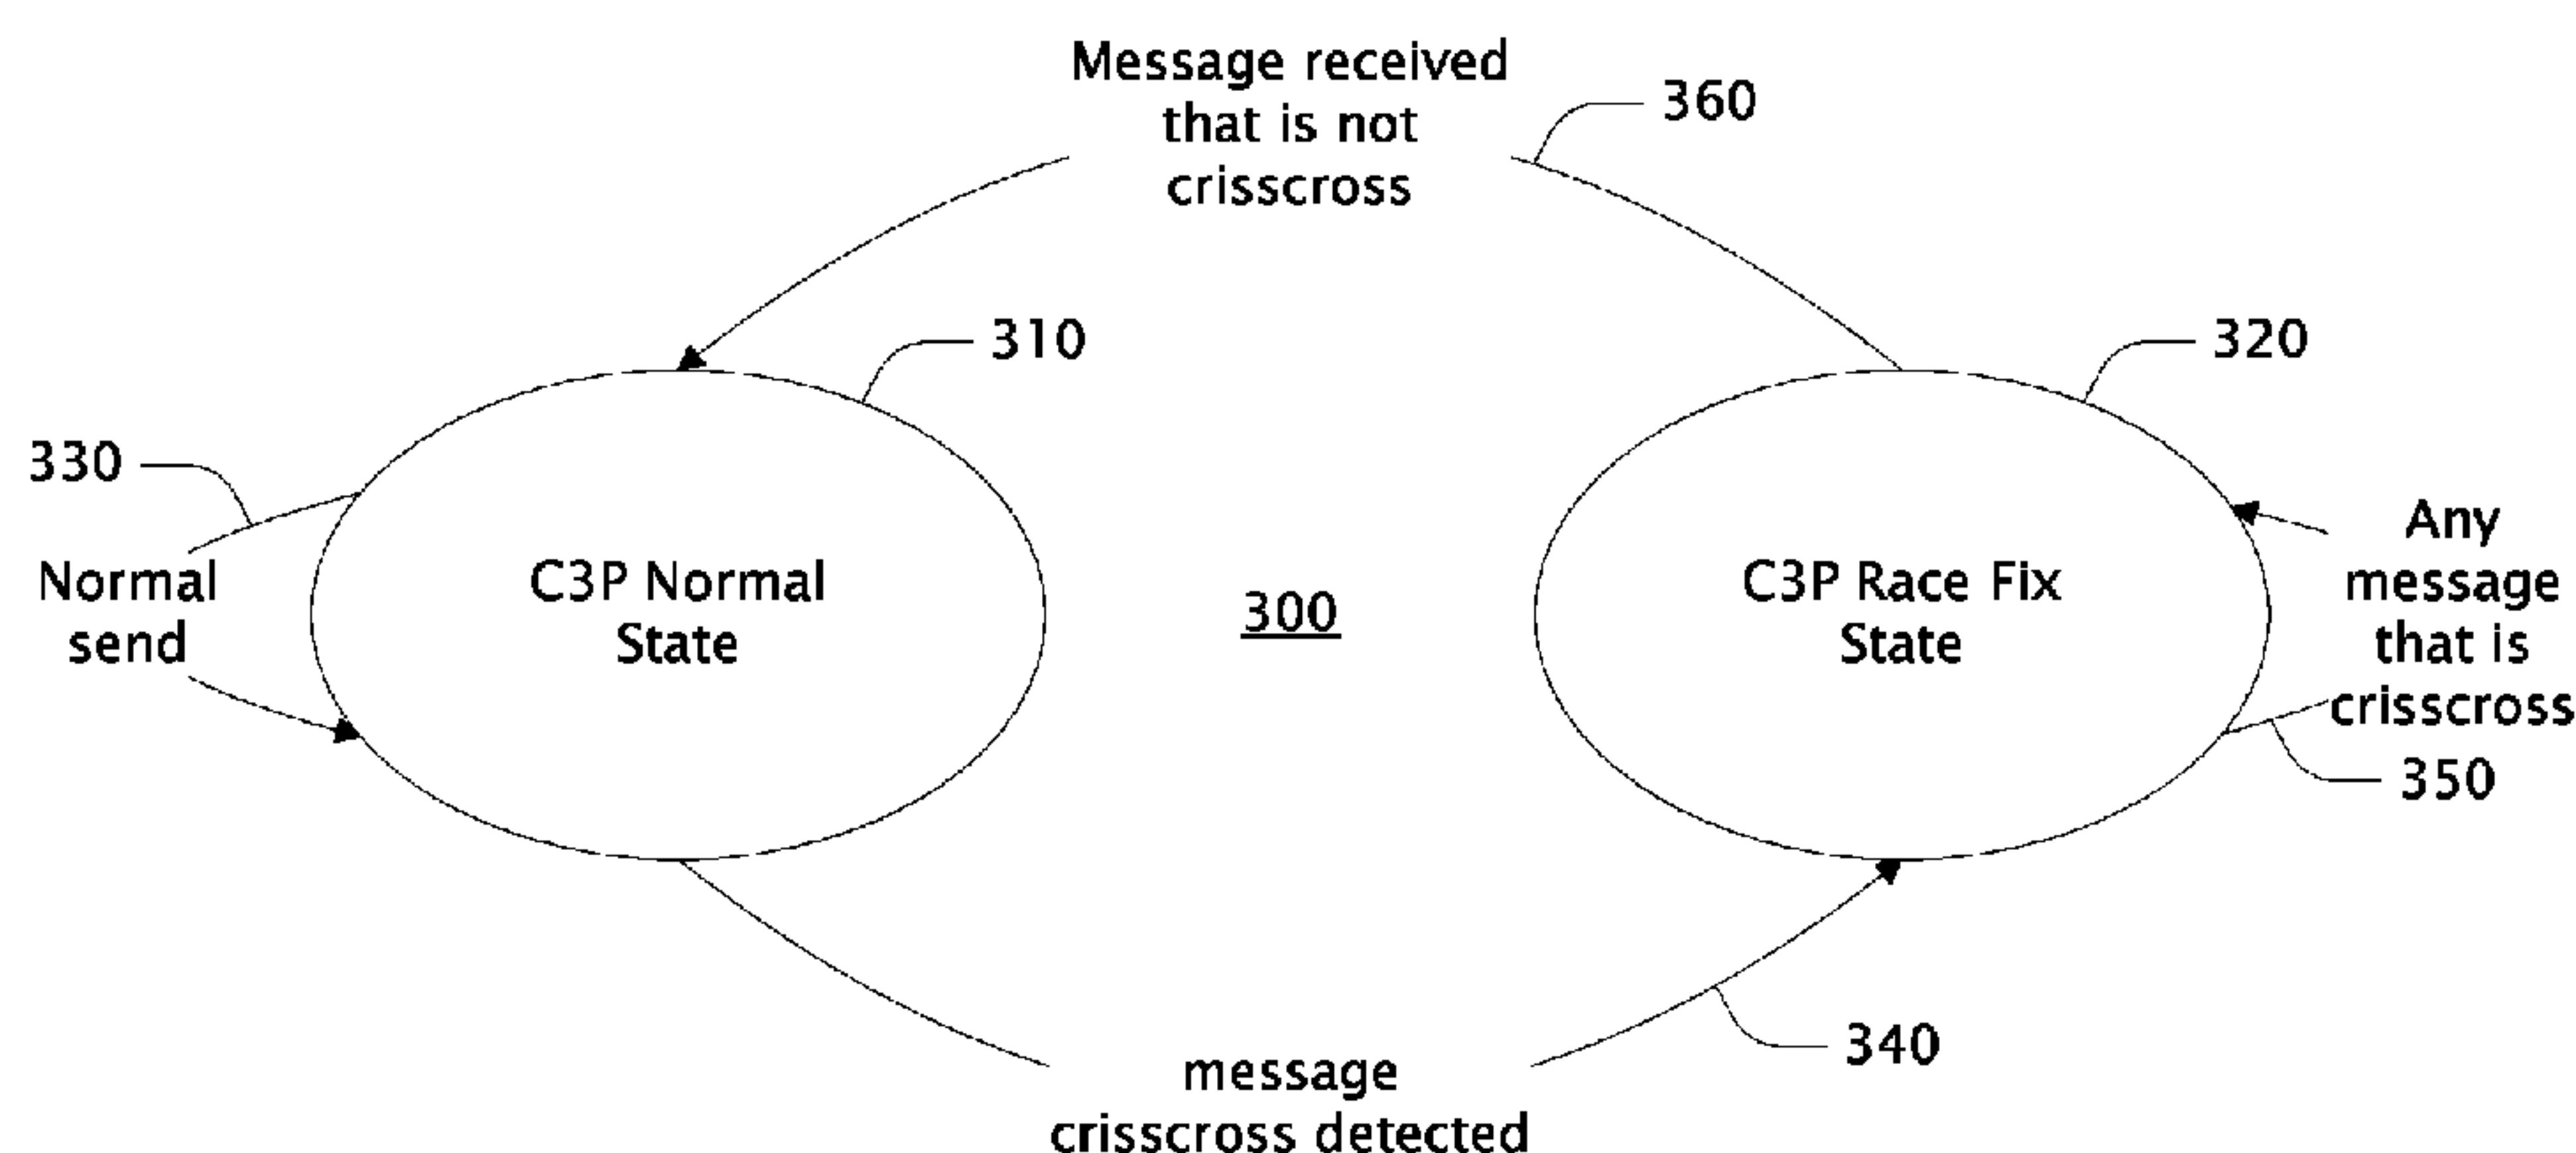 Message received
that is not
crisscross
360
310
320
330
Normal
send
C3P Normal
State
300
C3P Race Fix
State
Any
message
that is
crisscross
350
340
message
crisscross detected